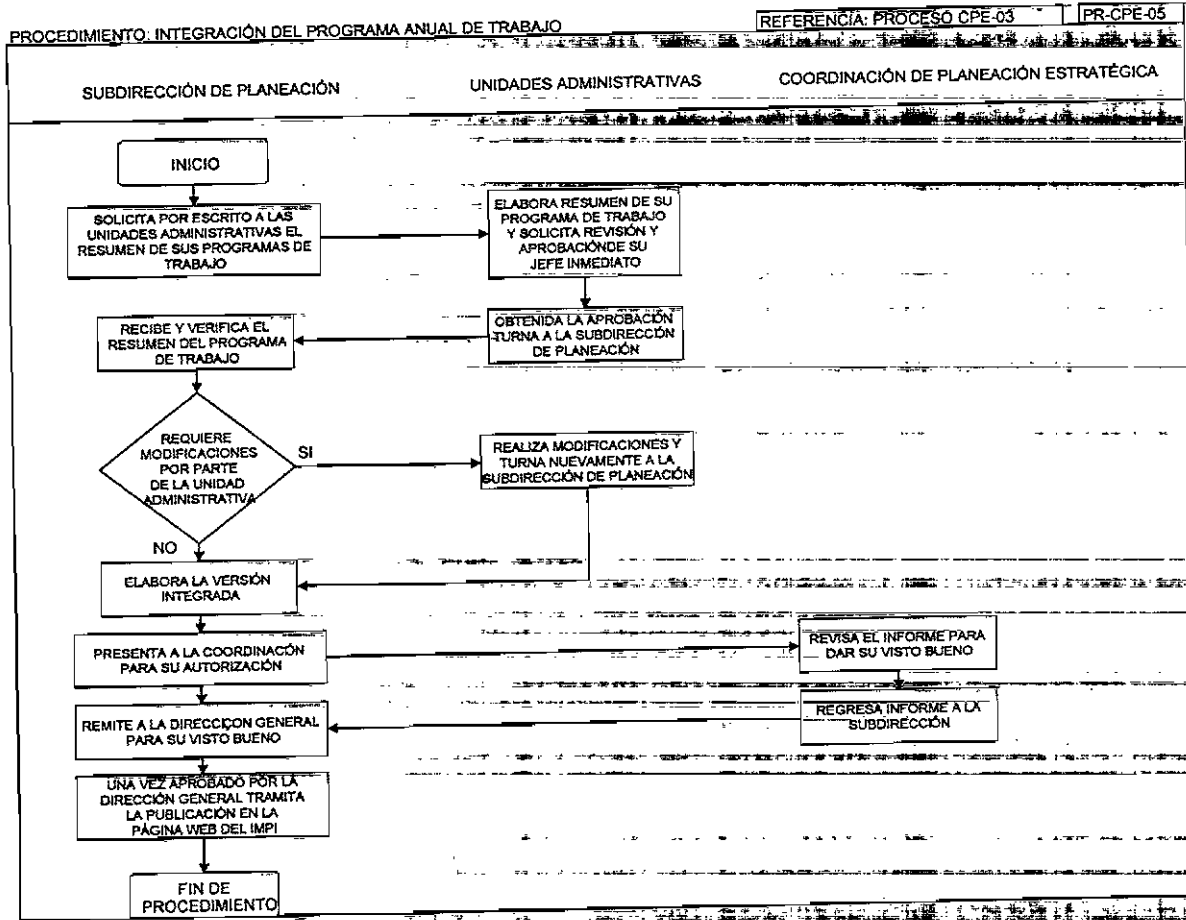 PROCEDIMIENTO: INTEGRACIÓN DEL PROGRAMA ANUAL DE TRABAJO
REFERENCIA: PROCESO CPE-03
PR-CPE-05
SUBDIRECCIÓN DE PLANEACIÓN
UNIDADES ADMINISTRATIVAS
COORDINACIÓN DE PLANEACIÓN ESTRATÉGICA
INICIO
SOLICITA POR ESCRITO A LAS
UNIDADES ADMINISTRATIVAS EL
RESUMEN DE SUS PROGRAMAS DE
TRABAJO
ELABORA RESUMEN DE SU
PROGRAMA DE TRABAJO
Y SOLICITA REVISIÓN Y
APROBACIÓNDE SU
JEFE INMEDIATO
OBTENIDA LA APROBACIÓN
TURNA A LA SUBDIRECCIÓN
DE PLANEACIÓN
RECIBE Y VERIFICA EL
RESUMEN DEL PROGRAMA
DE TRABAJO
REQUIERE
MODIFICACIONES
POR PARTE
DE LA UNIDAD
ADMINISTRATIVA
SI
REALIZA MODIFICACIONES Y
TURNA NUEVAMENTE A LA
SUBDIRECCIÓN DE PLANEACIÓN
NO
ELABORA LA VERSIÓN
INTEGRADA
PRESENTA A LA COORDINACÓN
PARA SU AUTORIZACIÓN
REVISA EL INFORME PARA
DAR SU VISTO BUENO
REGRESA INFORME A LA
SUBDIRECCIÓN
REMITE A LA DIRECCÇION GENERAL
PARA SU VISTO BUENO
UNA VEZ APROBADO POR LA
DIRECCIÓN GENERAL TRAMITA
LA PUBLICACIÓN EN LA
PÁGINA WEB DEL IMPI
FIN DE
PROCEDIMIENTO